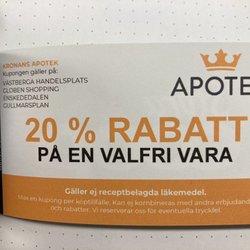 KRONANS APOTEK
Kupongen gäller på:
VÄSTBERGA HANDELSPLATS
GLOBEN SHOPPING
ENSKEDEDALEN
GULLMARSPLAN
APOTE
20 % RABATT
PÅ EN VALFRI VARA
Gäller ej receptbelagda läkemedel.
Max en kupong per köptillfälle. Kan ej kombineras med andra erbjudand
och rabatter. Vi reserverar oss för eventuella tryckfel.